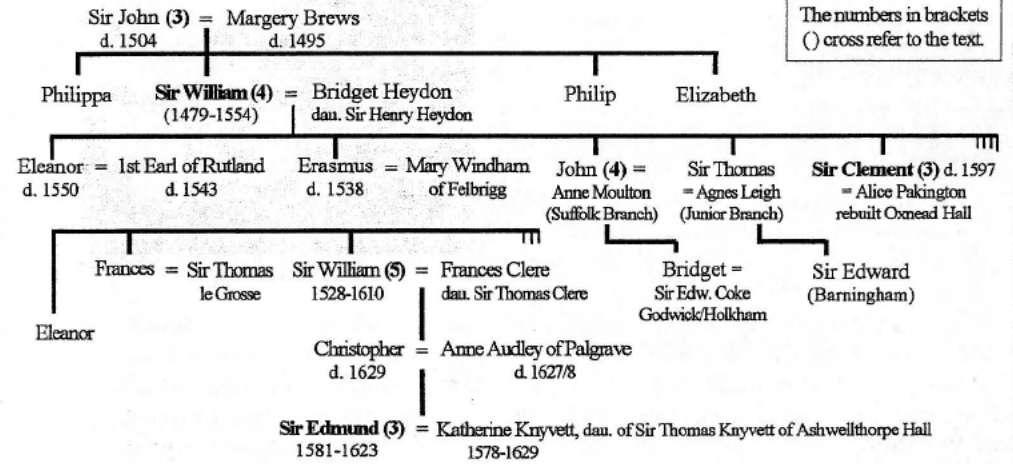 Sir John (3) = Margery Brews
d. 1504 d. 1495
The numbers in brackets
() cross refer to the text.
Philippa Sir William (4) = Bridget Heydon Philip Elizabeth
(1479-1554) dau. Sir Henry Heydon
Eleanor = 1st Earl of Rutland Erasmus = Mary Windham John (4) = Sir Thomas Sir Clement (3) d. 1597
d. 1550 d. 1543 d. 1538 of Felbrigg Anne Moulton = Agnes Leigh = Alice Pakington
(Suffolk Branch) (Junior Branch) rebuilt Oxnead Hall
Frances = Sir Thomas Sir William (5) = Frances Clere Bridget = Sir Edward
le Grosse 1528-1610 dau. Sir Thomas Clere Sir Edw. Coke (Barningham)
Godwick/Holkham
Eleanor
Christopher = Anne Audley of Palgrave
d. 1629 d. 1627/8
Sir Edmund (3) = Katherine Knyvett, dau. of Sir Thomas Knyvett of Ashwellthorpe Hall
1581-1623 1578-1629